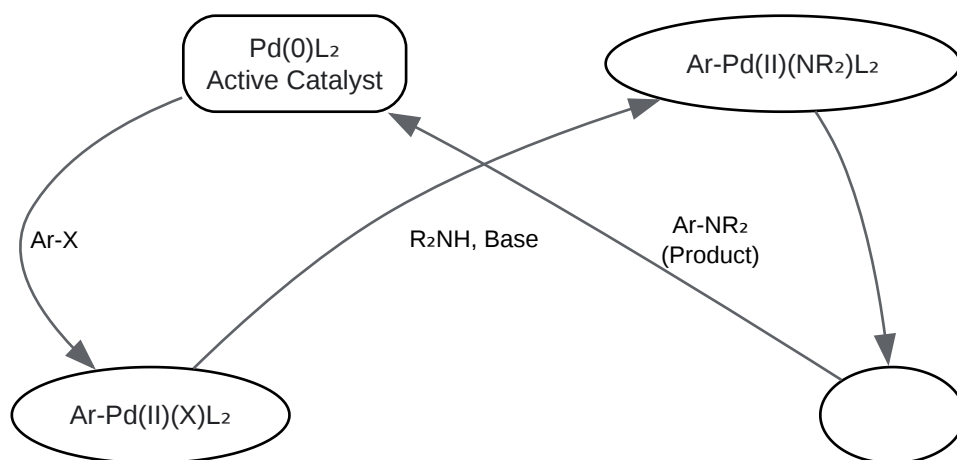 Pd(0)L₂
Active Catalyst
Ar-Pd(II)(NR₂)L₂
Ar-X
R₂NH, Base
Ar-NR₂
(Product)
Ar-Pd(II)(X)L₂